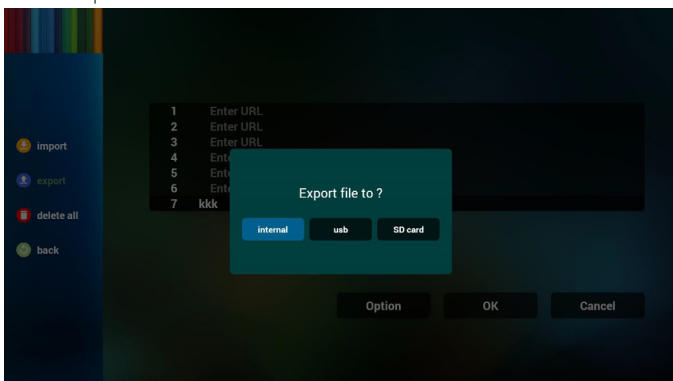 import
export
delete all
back
1 Enter URL
2 Enter URL
3 Enter URL
4 Ente
5 Ente
6 Ente
7 kkk
Export file to ?
internal usb SD card
Option OK Cancel